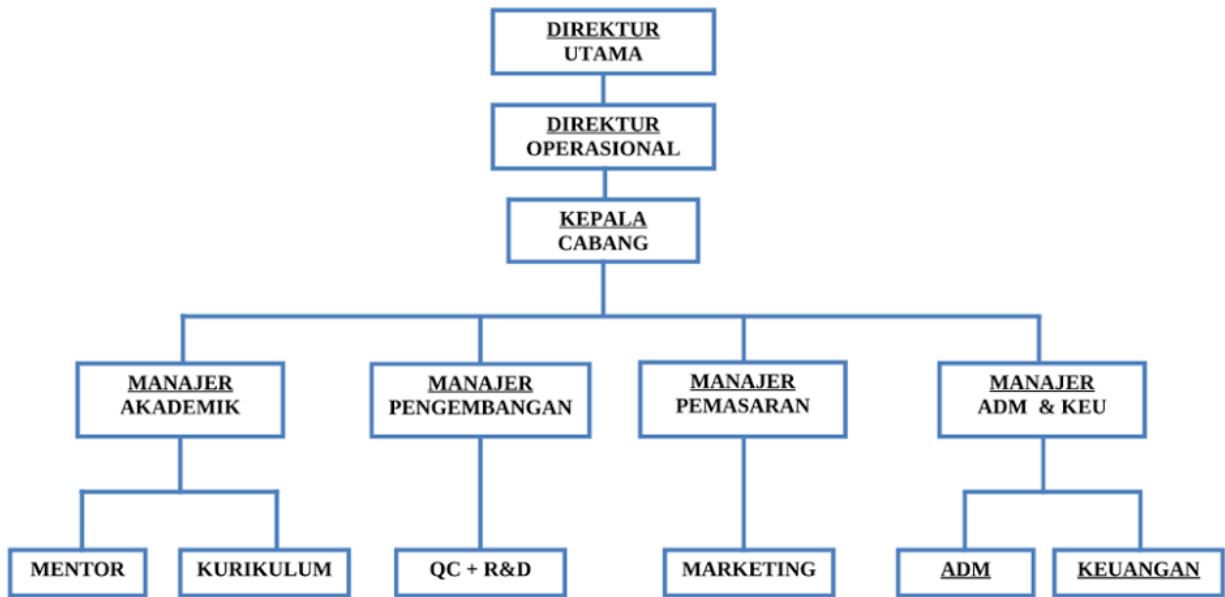 DIREKTUR
UTAMA
DIREKTUR
OPERASIONAL
KEPALA
CABANG
MANAJER
AKADEMIK
MANAJER
PENGEMBANGAN
MANAJER
PEMASARAN
MANAJER
ADM & KEU
MENTOR
KURIKULUM
QC + R&D
MARKETING
ADM
KEUANGAN